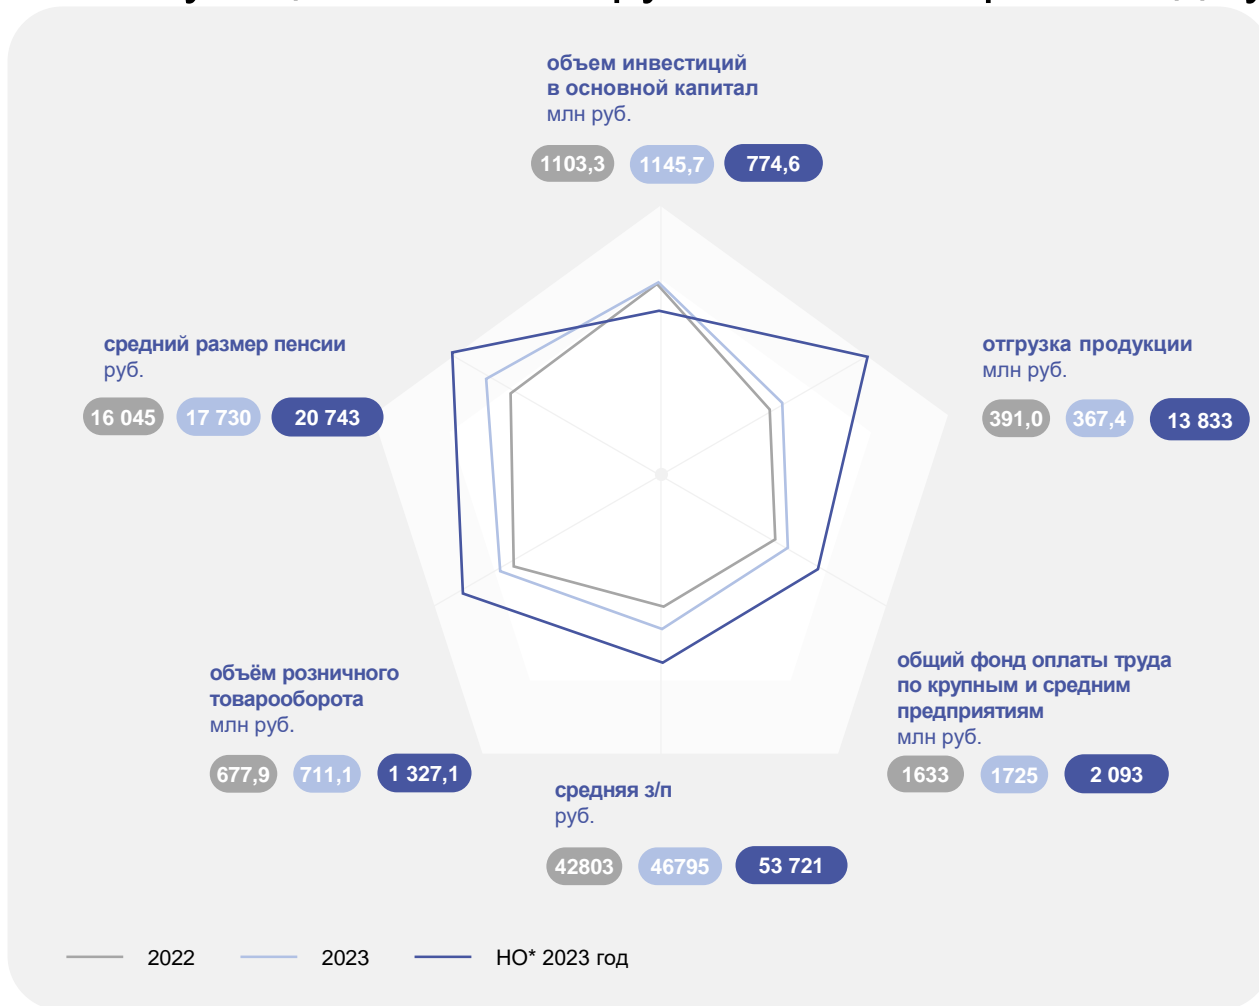 объем инвестиций
в основной капитал
млн руб.
1103,3 1145,7 774,6
средний размер пенсии
руб.
16 045 17 730 20 743
отгрузка продукции
млн руб.
391,0 367,4 13 833
объём розничного
товарооборота
млн руб.
677,9 711,1 1 327,1
общий фонд оплаты труда
по крупным и средним
предприятиям
млн руб.
1633 1725 2 093
средняя з/п
руб.
42803 46795 53 721
2022 2023 НО* 2023 год